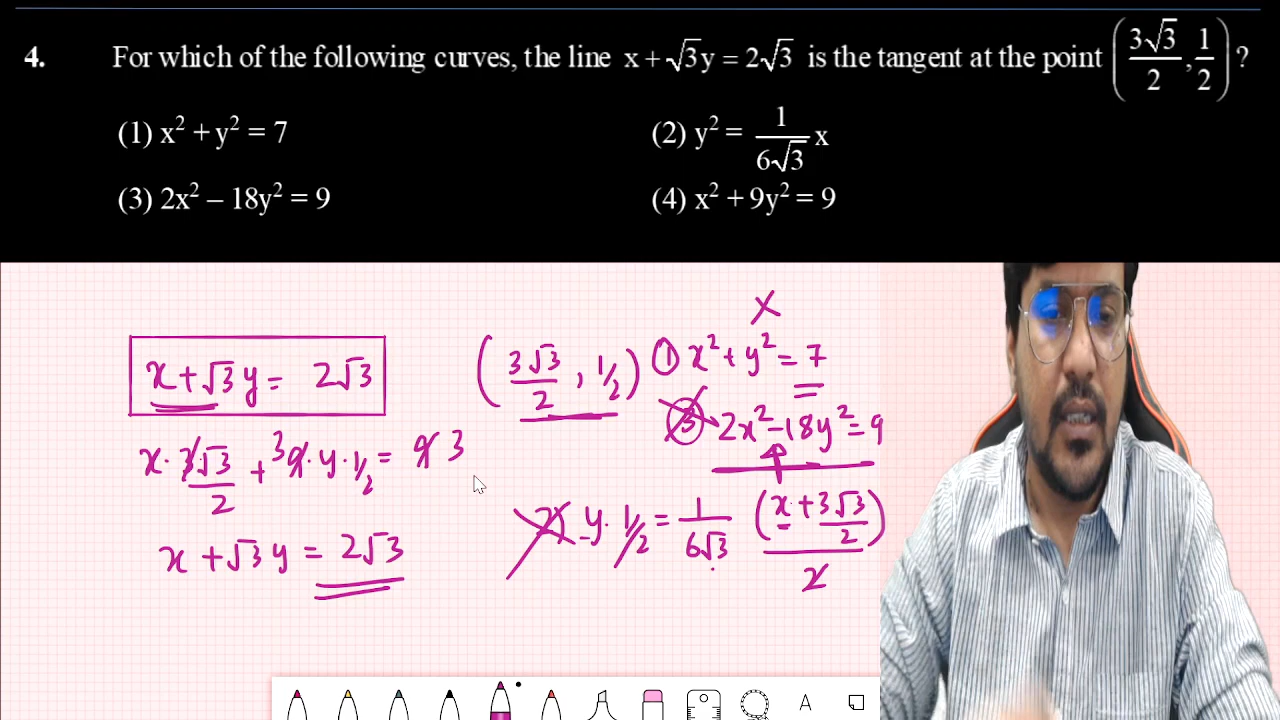 4. For which of the following curves, the line x + √3y = 2√3 is the tangent at the point (3√3/2, 1/2) ?
(1) x² + y² = 7 (2) y² = 1/(6√3) x
(3) 2x² – 18y² = 9 (4) x² + 9y² = 9
x + √3 y = 2√3
(3√3/2, 1/2)
① x² + y² = 7
X
③ 2x² – 18y² = 9
x · 3√3/2 + 3 9 · y · 1/2 = 9 3
x + √3 y = 2√3
2) y · 1/2 = 1/(6√3) (x + 3√3/2)/2
A